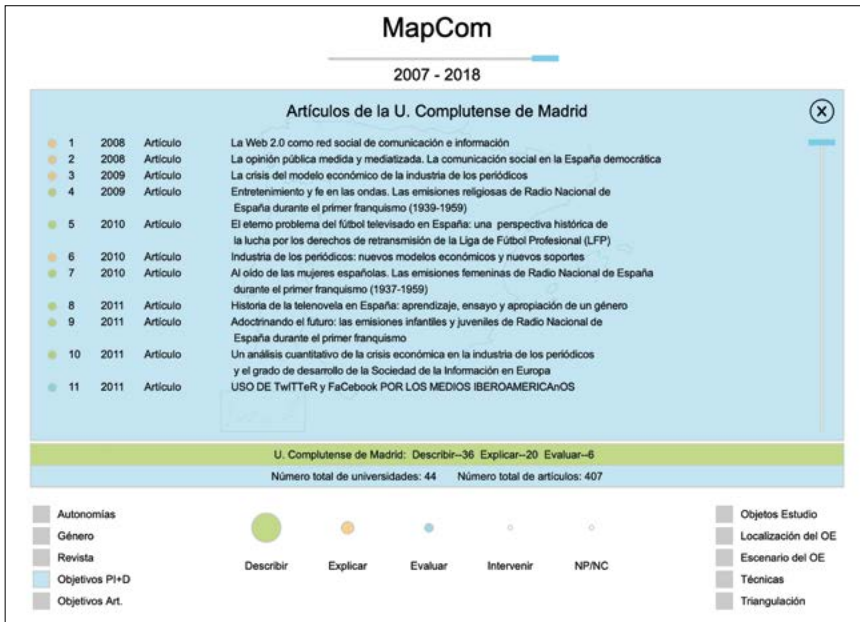 MapCom
2007 - 2018
Artículos de la U. Complutense de Madrid
X
1 2008 Artículo La Web 2.0 como red social de comunicación e información
2 2008 Artículo La opinión pública medida y mediatizada. La comunicación social en la España democrática
3 2009 Artículo La crisis del modelo económico de la industria de los periódicos
4 2009 Artículo Entretenimiento y fe en las ondas. Las emisiones religiosas de Radio Nacional de
España durante el primer franquismo (1939-1959)
5 2010 Artículo El eterno problema del fútbol televisado en España: una perspectiva histórica de
la lucha por los derechos de retransmisión de la Liga de Fútbol Profesional (LFP)
6 2010 Artículo Industria de los periódicos: nuevos modelos económicos y nuevos soportes
7 2010 Artículo Al oído de las mujeres españolas. Las emisiones femeninas de Radio Nacional de España
durante el primer franquismo (1937-1959)
8 2011 Artículo Historia de la telenovela en España: aprendizaje, ensayo y apropiación de un género
9 2011 Artículo Adoctrinando el futuro: las emisiones infantiles y juveniles de Radio Nacional de
España durante el primer franquismo
10 2011 Artículo Un análisis cuantitativo de la crisis económica en la industria de los periódicos
y el grado de desarrollo de la Sociedad de la Información en Europa
11 2011 Artículo USO DE TwITTeR y FaCebook POR LOS MEDIOS IBEROAMERICAnOS
U. Complutense de Madrid: Describir--36 Explicar--20 Evaluar--6
Número total de universidades: 44 Número total de artículos: 407
Autonomías
Género
Revista
Objetivos PI+D
Objetivos Art.
Describir Explicar Evaluar Intervenir NP/NC
Objetos Estudio
Localización del OE
Escenario del OE
Técnicas
Triangulación